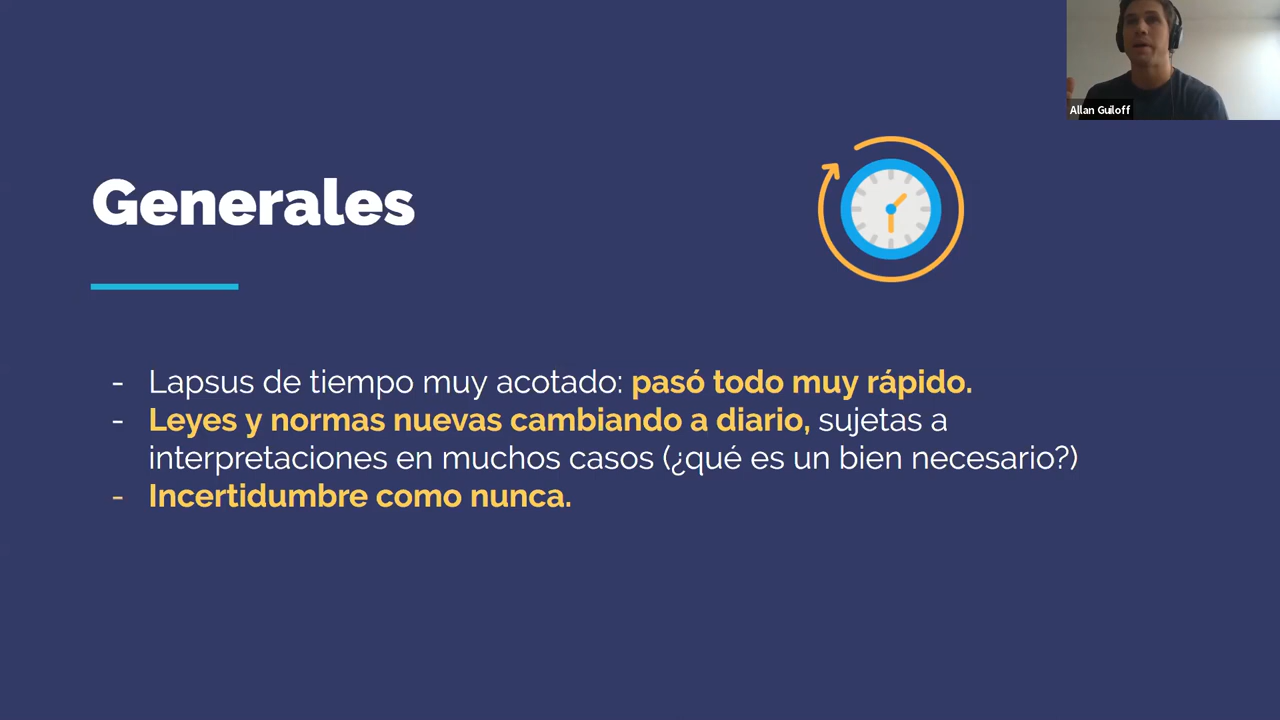 Allan Guiloff
Generales
- Lapsus de tiempo muy acotado: pasó todo muy rápido.
- Leyes y normas nuevas cambiando a diario, sujetas a
interpretaciones en muchos casos (¿qué es un bien necesario?)
- Incertidumbre como nunca.